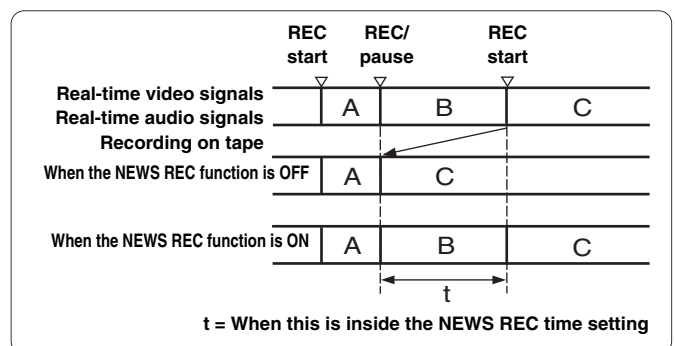 REC start REC/ pause REC start
Real-time video signals
Real-time audio signals
A B C
Recording on tape
When the NEWS REC function is OFF
A C
When the NEWS REC function is ON
A B C
t
t = When this is inside the NEWS REC time setting